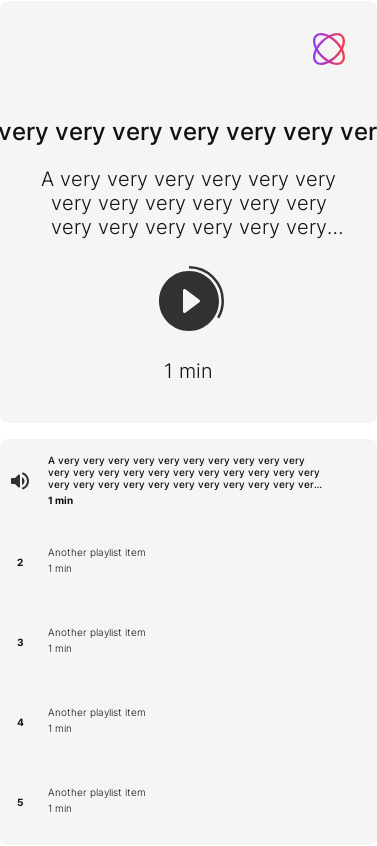 very very very very very very ver
A very very very very very very
very very very very very very
very very very very very very...
1 min
A very very very very very very very very very very
very very very very very very very very very very very
very very very very very very very very very very ver...
1 min
2
Another playlist item
1 min
3
Another playlist item
1 min
4
Another playlist item
1 min
5
Another playlist item
1 min